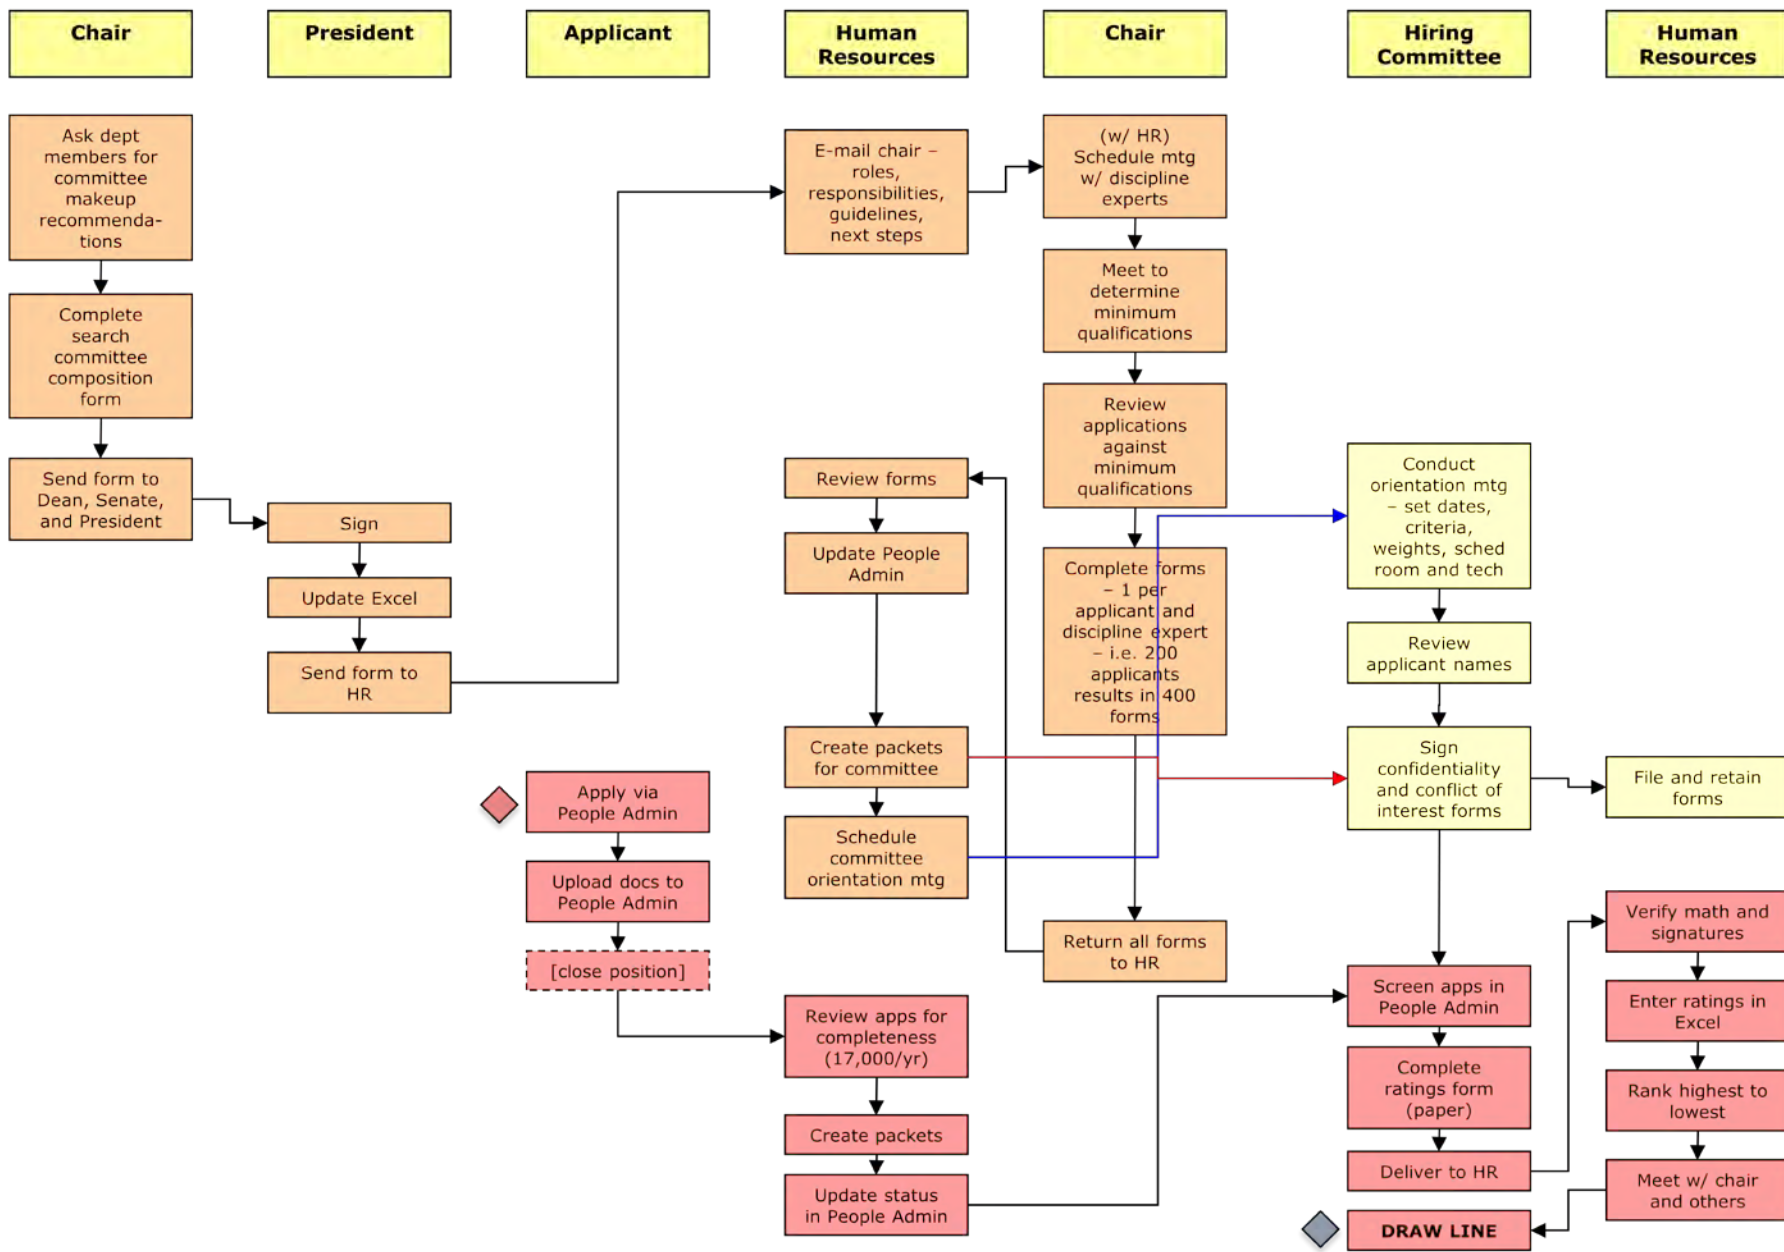 Chair
President
Applicant
Human
Resources
Chair
Hiring
Committee
Human
Resources
Ask dept
members for
committee
makeup
recommenda-
tions
Complete
search
committee
composition
form
Send form to
Dean, Senate,
and President
Sign
Update Excel
Send form to
HR
Apply via
People Admin
Upload docs to
People Admin
[close position]
E-mail chair –
roles,
responsibilities,
guidelines,
next steps
Review forms
Update People
Admin
Create packets
for committee
Schedule
committee
orientation mtg
Review apps for
completeness
(17,000/yr)
Create packets
Update status
in People Admin
(w/ HR)
Schedule mtg
w/ discipline
experts
Meet to
determine
minimum
qualifications
Review
applications
against
minimum
qualifications
Complete forms
– 1 per
applicant and
discipline expert
– i.e. 200
applicants
results in 400
forms
Return all forms
to HR
Conduct
orientation mtg
– set dates,
criteria,
weights, sched
room and tech
Review
applicant names
Sign
confidentiality
and conflict of
interest forms
Screen apps in
People Admin
Complete
ratings form
(paper)
Deliver to HR
DRAW LINE
File and retain
forms
Verify math and
signatures
Enter ratings in
Excel
Rank highest to
lowest
Meet w/ chair
and others